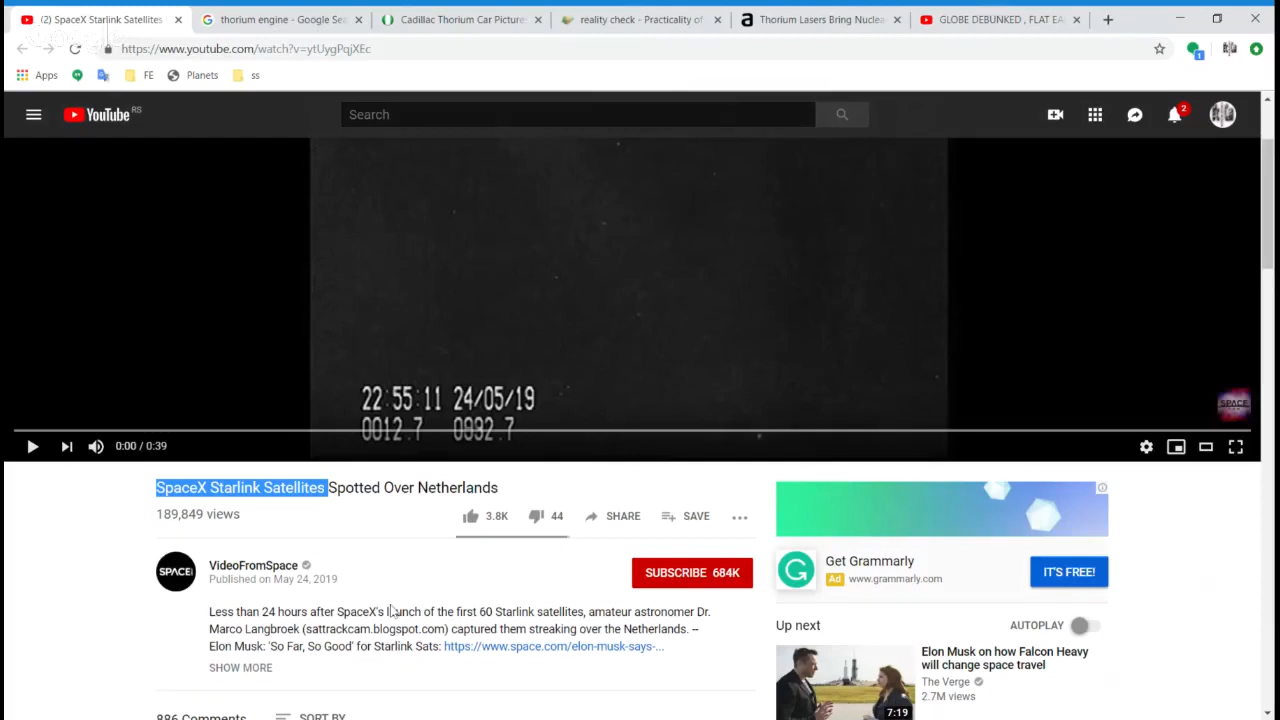 (2) SpaceX Starlink Satellites
thorium engine - Google Sea
Cadillac Thorium Car Picture
reality check - Practicality of
Thorium Lasers Bring Nuclea
GLOBE DEBUNKED , FLAT EA
https://www.youtube.com/watch?v=ytUygPqjXEc
1
Apps
FE
Planets
ss
YouTube RS
Search
2
22:55:11 24/05/19
0012.7 0932.7
SPACE
0:00 / 0:39
SpaceX Starlink Satellites Spotted Over Netherlands
189,849 views
3.8K
44
SHARE
SAVE
SPACE
VideoFromSpace
Published on May 24, 2019
SUBSCRIBE 684K
Less than 24 hours after SpaceX's launch of the first 60 Starlink satellites, amateur astronomer Dr.
Marco Langbroek (sattrackcam.blogspot.com) captured them streaking over the Netherlands. --
Elon Musk: 'So Far, So Good' for Starlink Sats: https://www.space.com/elon-musk-says-...
SHOW MORE
886 Comments
SORT BY
Get Grammarly
Ad www.grammarly.com
IT'S FREE!
Up next
AUTOPLAY
Elon Musk on how Falcon Heavy
will change space travel
The Verge
2.7M views
7:19